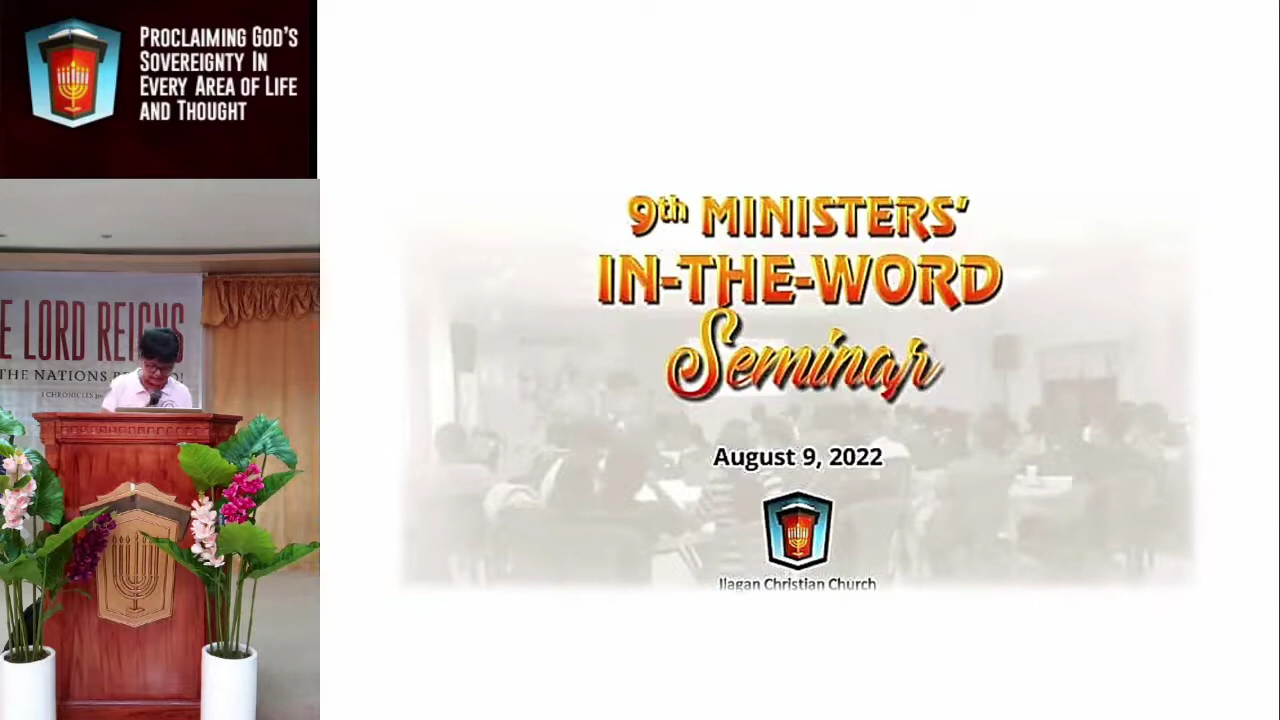 PROCLAIMING GOD'S
SOVEREIGNTY IN
EVERY AREA OF LIFE
AND THOUGHT
E LORD REIGNS
THE NATIONS
I CHRONICLES
9th MINISTERS'
IN-THE-WORD
Seminar
August 9, 2022
Ilagan Christian Church